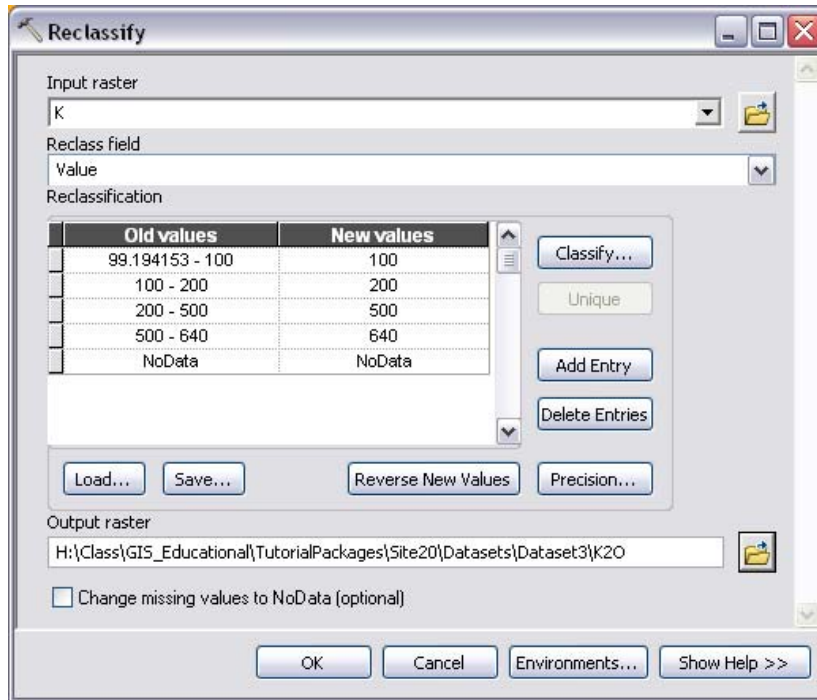 Reclassify
Input raster
K
Reclass field
Value
Reclassification
Old values New values
99.194153 - 100 100
100 - 200 200
200 - 500 500
500 - 640 640
NoData NoData
Classify...
Unique
Add Entry
Delete Entries
Load... Save... Reverse New Values Precision...
Output raster
H:\Class\GIS_Educational\TutorialPackages\Site20\Datasets\Dataset3\K2O
Change missing values to NoData (optional)
OK Cancel Environments... Show Help >>